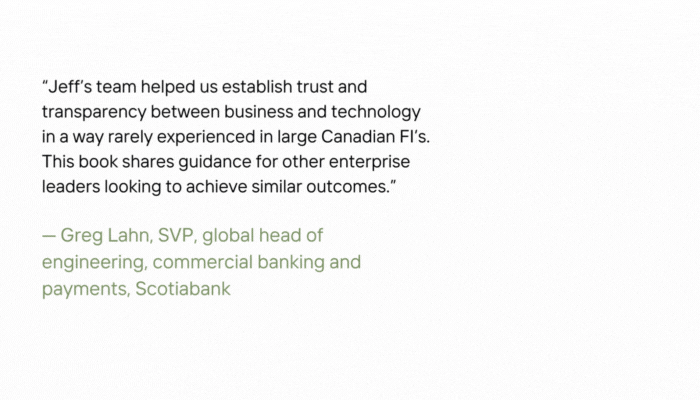 “Jeff’s team helped us establish trust and
transparency between business and technology
in a way rarely experienced in large Canadian FI’s.
This book shares guidance for other enterprise
leaders looking to achieve similar outcomes.”
— Greg Lahn, SVP, global head of
engineering, commercial banking and
payments, Scotiabank